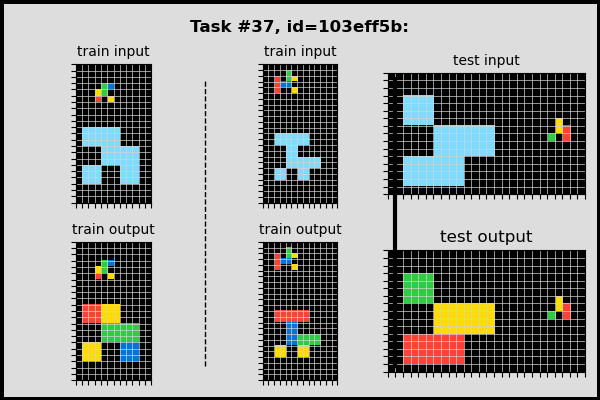 Task #37, id=103eff5b:
train input
train input
test input
train output
train output
test output